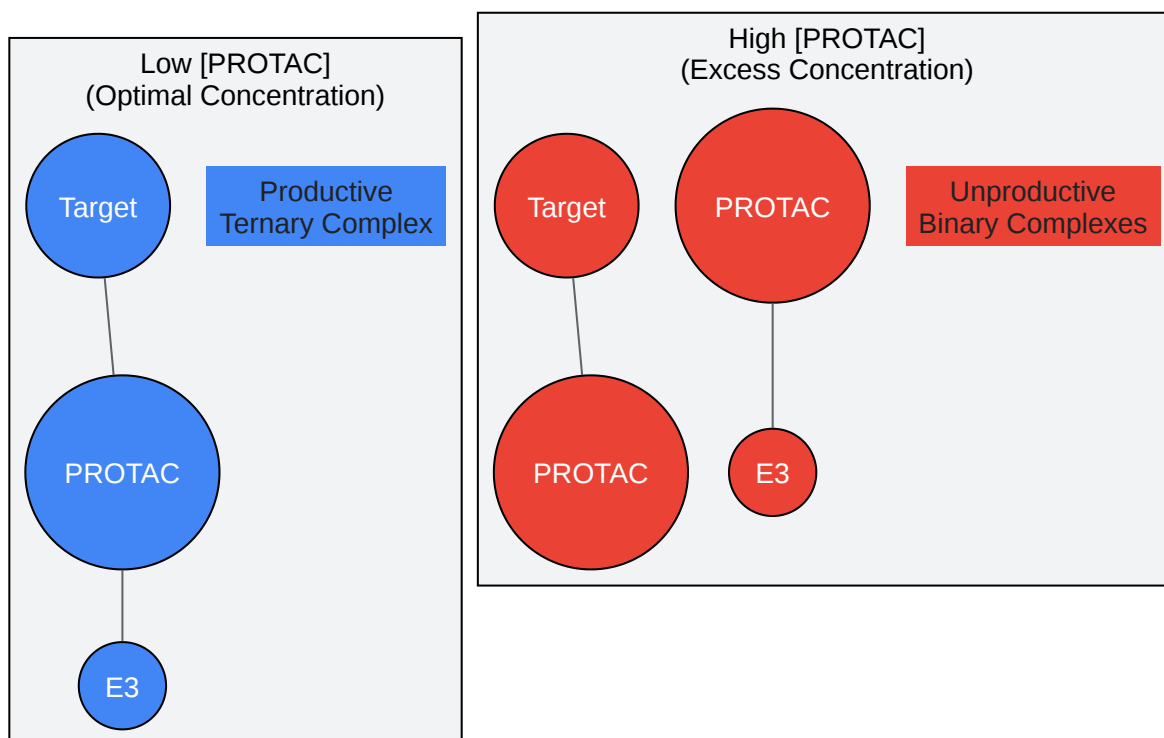 Low [PROTAC]
(Optimal Concentration)
Target
Productive
Ternary Complex
PROTAC
E3
High [PROTAC]
(Excess Concentration)
Target
PROTAC
Unproductive
Binary Complexes
PROTAC
E3